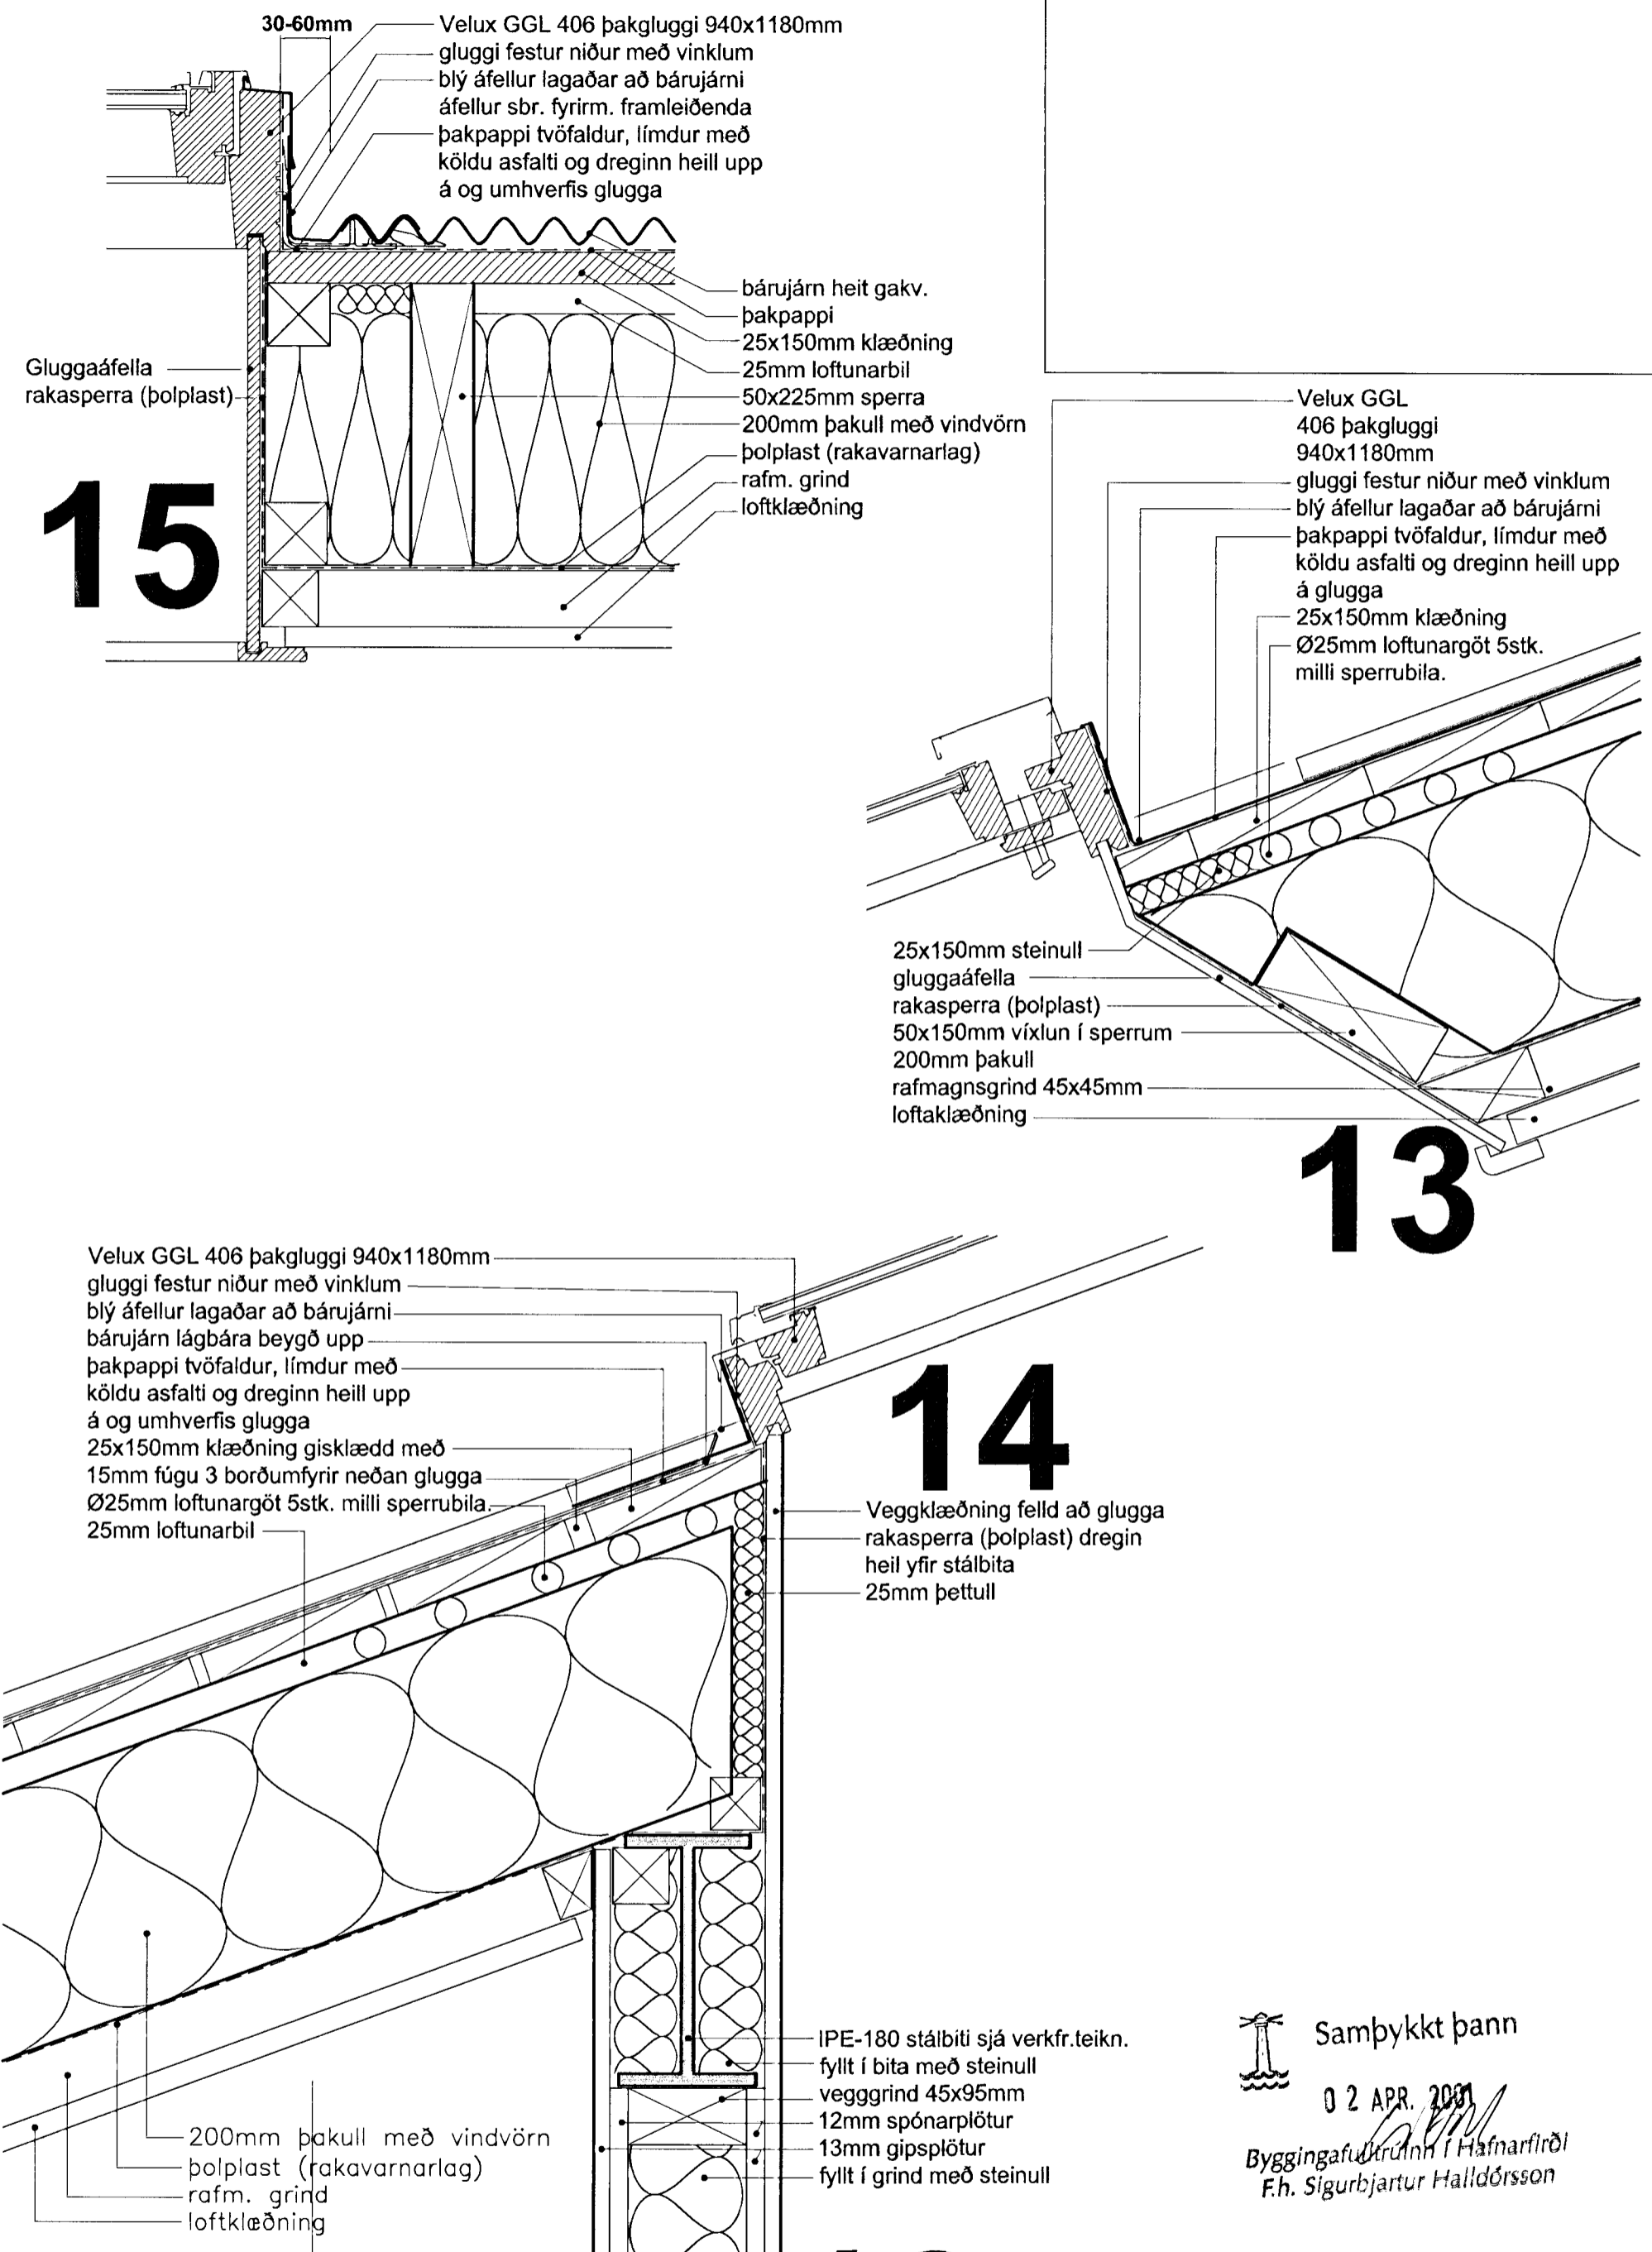 30-60mm
Velux GGL 406 þakgluggi 940x1180mm
gluggi festur niður með vinklum
blý áfellur lagaðar að bárujárni
áfellur sbr. fyrirm. framleiðenda
þakpappi tvöfaldur, límdur með
köldu asfalti og dreginn heill upp
á og umhverfis glugga
bárujárn heit gakv.
þakpappi
25x150mm klæðning
25mm loftunarbil
50x225mm sperra
200mm þakull með vindvörn
þolplast (rakavarnarlag)
rafm. grind
loftklæðning
Gluggaáfella
rakasperra (þolplast)
15
Velux GGL
406 þakgluggi
940x1180mm
gluggi festur niður með vinklum
blý áfellur lagaðar að bárujárni
þakpappi tvöfaldur, límdur með
köldu asfalti og dreginn heill upp
á glugga
25x150mm klæðning
Ø25mm loftunargöt 5stk.
milli sperrubila.
25x150mm steinull
gluggaáfella
rakasperra (þolplast)
50x150mm víxlun í sperrum
200mm þakull
rafmagnsgrind 45x45mm
loftaklæðning
13
Velux GGL 406 þakgluggi 940x1180mm
gluggi festur niður með vinklum
blý áfellur lagaðar að bárujárni
bárujárn lágbára beygð upp
þakpappi tvöfaldur, límdur með
köldu asfalti og dreginn heill upp
á og umhverfis glugga
25x150mm klæðning gisklædd með
15mm fúgu 3 borðumfyrir neðan glugga
Ø25mm loftunargöt 5stk. milli sperrubila.
25mm loftunarbil
14
Veggklæðning felld að glugga
rakasperra (þolplast) dregin
heil yfir stálbita
25mm þettull
IPE-180 stálbiti sjá verkfr.teikn.
fyllt í bita með steinull
vegggrind 45x95mm
12mm spónarplötur
13mm gipsplötur
fyllt í grind með steinull
200mm þakull með vindvörn
þolplast (rakavarnarlag)
rafm. grind
loftklæðning
Samþykkt þann
02 APR. 2001
Byggingafulltrúinn í Hafnarfirði
F.h. Sigurbjartur Halldórsson